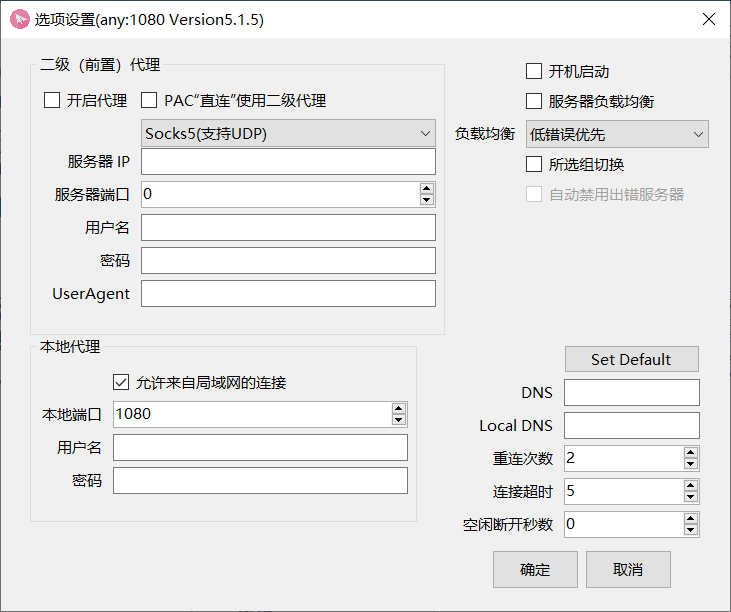 选项设置(any:1080 Version5.1.5)
二级（前置）代理
开启代理
PAC“直连”使用二级代理
Socks5(支持UDP)
服务器 IP
服务器端口
0
用户名
密码
UserAgent
开机启动
服务器负载均衡
负载均衡
低错误优先
所选组切换
自动禁用出错服务器
本地代理
允许来自局域网的连接
本地端口
1080
用户名
密码
Set Default
DNS
Local DNS
重连次数
2
连接超时
5
空闲断开秒数
0
确定
取消